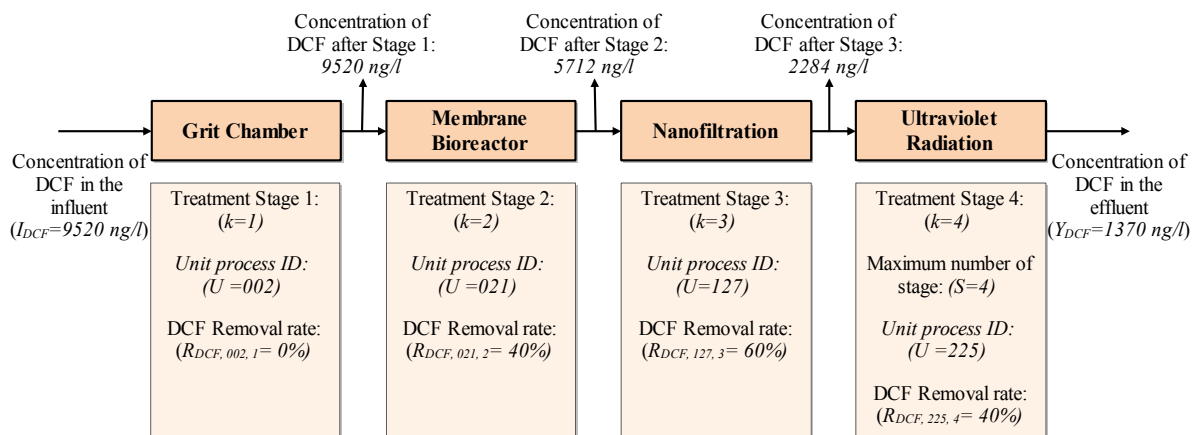 Concentration of
DCF after Stage 1:
9520 ng/l
Concentration of
DCF after Stage 2:
5712 ng/l
Concentration of
DCF after Stage 3:
2284 ng/l
Grit Chamber
Membrane
Bioreactor
Nanofiltration
Ultraviolet
Radiation
Concentration of
DCF in the
influent
(IDCF=9520 ng/l)
Concentration of
DCF in the
effluent
(YDCF=1370 ng/l)
Treatment Stage 1:
(k=1)
Unit process ID:
(U =002)
DCF Removal rate:
(RDCF, 002, 1= 0%)
Treatment Stage 2:
(k=2)
Unit process ID:
(U =021)
DCF Removal rate:
(RDCF, 021, 2= 40%)
Treatment Stage 3:
(k=3)
Unit process ID:
(U=127)
DCF Removal rate:
(RDCF, 127, 3= 60%)
Treatment Stage 4:
(k=4)
Maximum number of
stage: (S=4)
Unit process ID:
(U =225)
DCF Removal rate:
(RDCF, 225, 4= 40%)